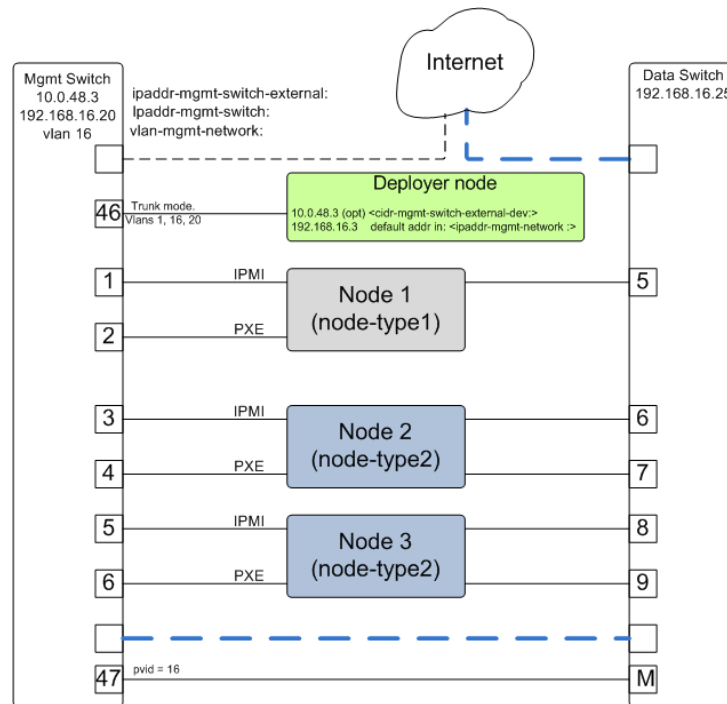 Internet
Mgmt Switch
10.0.48.3
192.168.16.20
vlan 16
ipaddr-mgmt-switch-external:
Ipaddr-mgmt-switch:
vlan-mgmt-network:
Data Switch
192.168.16.25
Deployer node
10.0.48.3 (opt) <cidr-mgmt-switch-external-dev:>
192.168.16.3 default addr in: <ipaddr-mgmt-network :>
46
Trunk mode.
Vlans 1, 16, 20
1
IPMI
Node 1
(node-type1)
5
2
PXE
3
IPMI
Node 2
(node-type2)
6
4
PXE
7
5
IPMI
Node 3
(node-type2)
8
6
PXE
9
47
pvid = 16
M